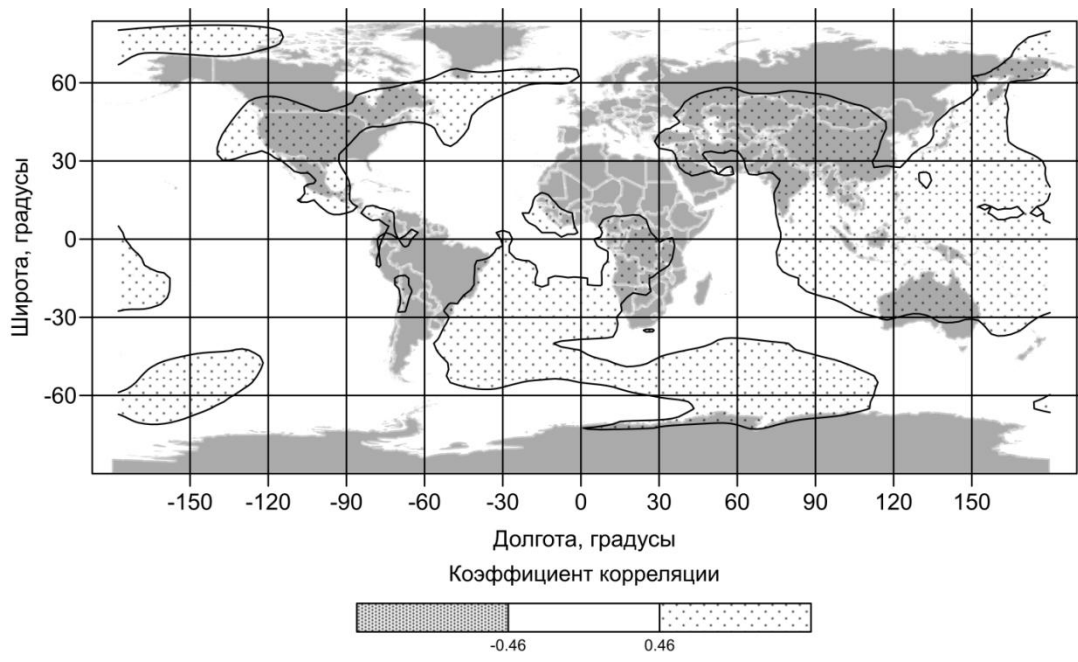 60
30
0
-30
-60
Широта, градусы
-150 -120 -90 -60 -30 0 30 60 90 120 150
Долгота, градусы
Коэффициент корреляции
-0.46 0.46